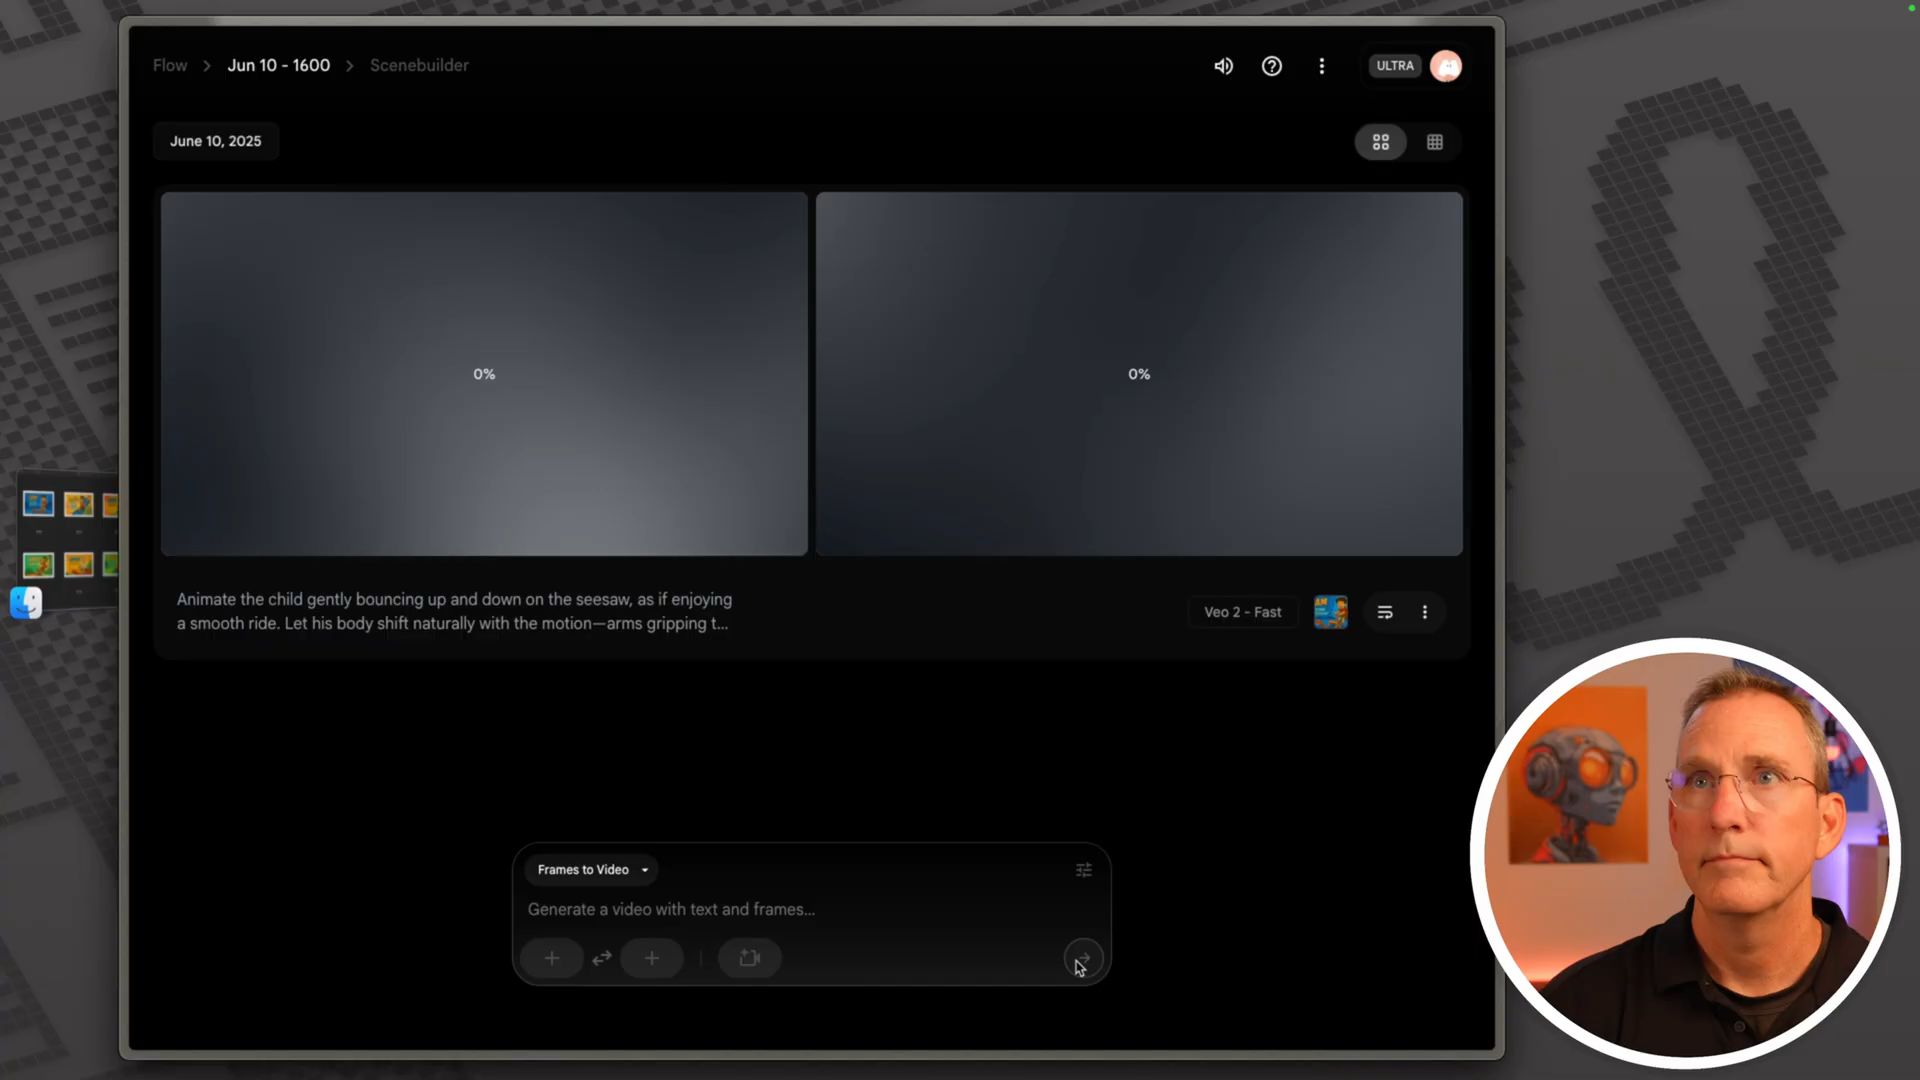 Flow > Jun 10 - 1600 > Scenebuilder
ULTRA
June 10, 2025
0%
0%
Animate the child gently bouncing up and down on the seesaw, as if enjoying
a smooth ride. Let his body shift naturally with the motion—arms gripping t...
Veo 2 - Fast
Frames to Video
Generate a video with text and frames...